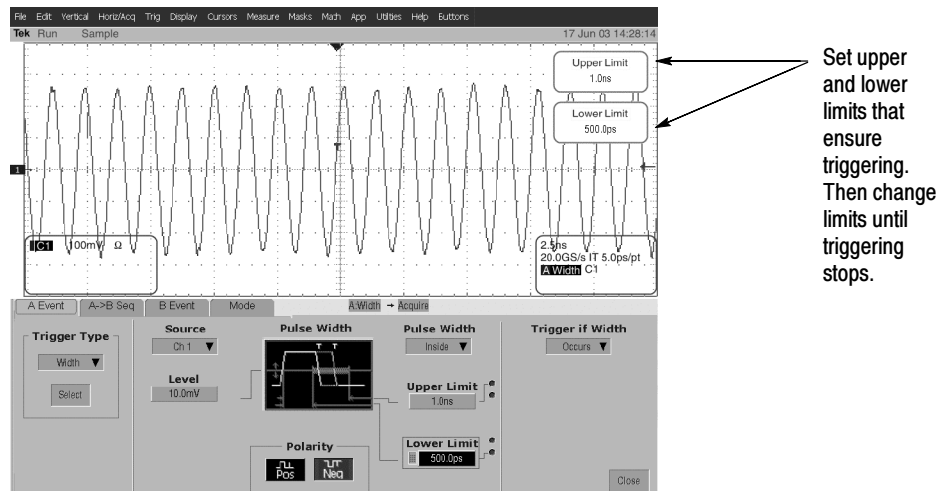 File Edit Vertical Horiz/Acq Trig Display Cursors Measure Masks Math App Utilities Help Buttons
Tek Run Sample 17 Jun 03 14:28:14
Upper Limit
1.0ns
Lower Limit
500.0ps
Set upper
and lower
limits that
ensure
triggering.
Then change
limits until
triggering
stops.
T
1
C1 100mV Ω
2.5ns
20.0GS/s IT 5.0ps/pt
A Width C1
A Event A->B Seq B Event Mode A:Width → Acquire
Trigger Type
Width
Select
Source
Ch 1
Level
10.0mV
Pulse Width
T T
Polarity
Pos Neg
Pulse Width
Inside
Upper Limit
1.0ns
Lower Limit
500.0ps
Trigger if Width
Occurs
Close